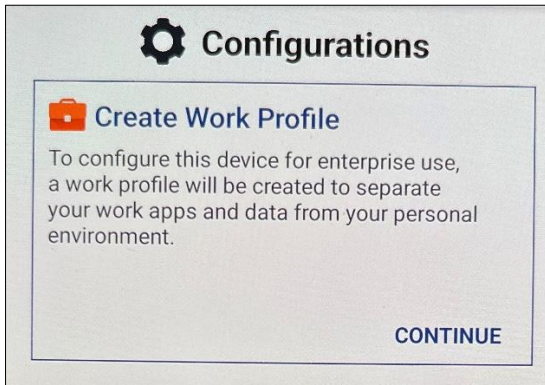 Configurations
Create Work Profile
To configure this device for enterprise use,
a work profile will be created to separate
your work apps and data from your personal
environment.
CONTINUE